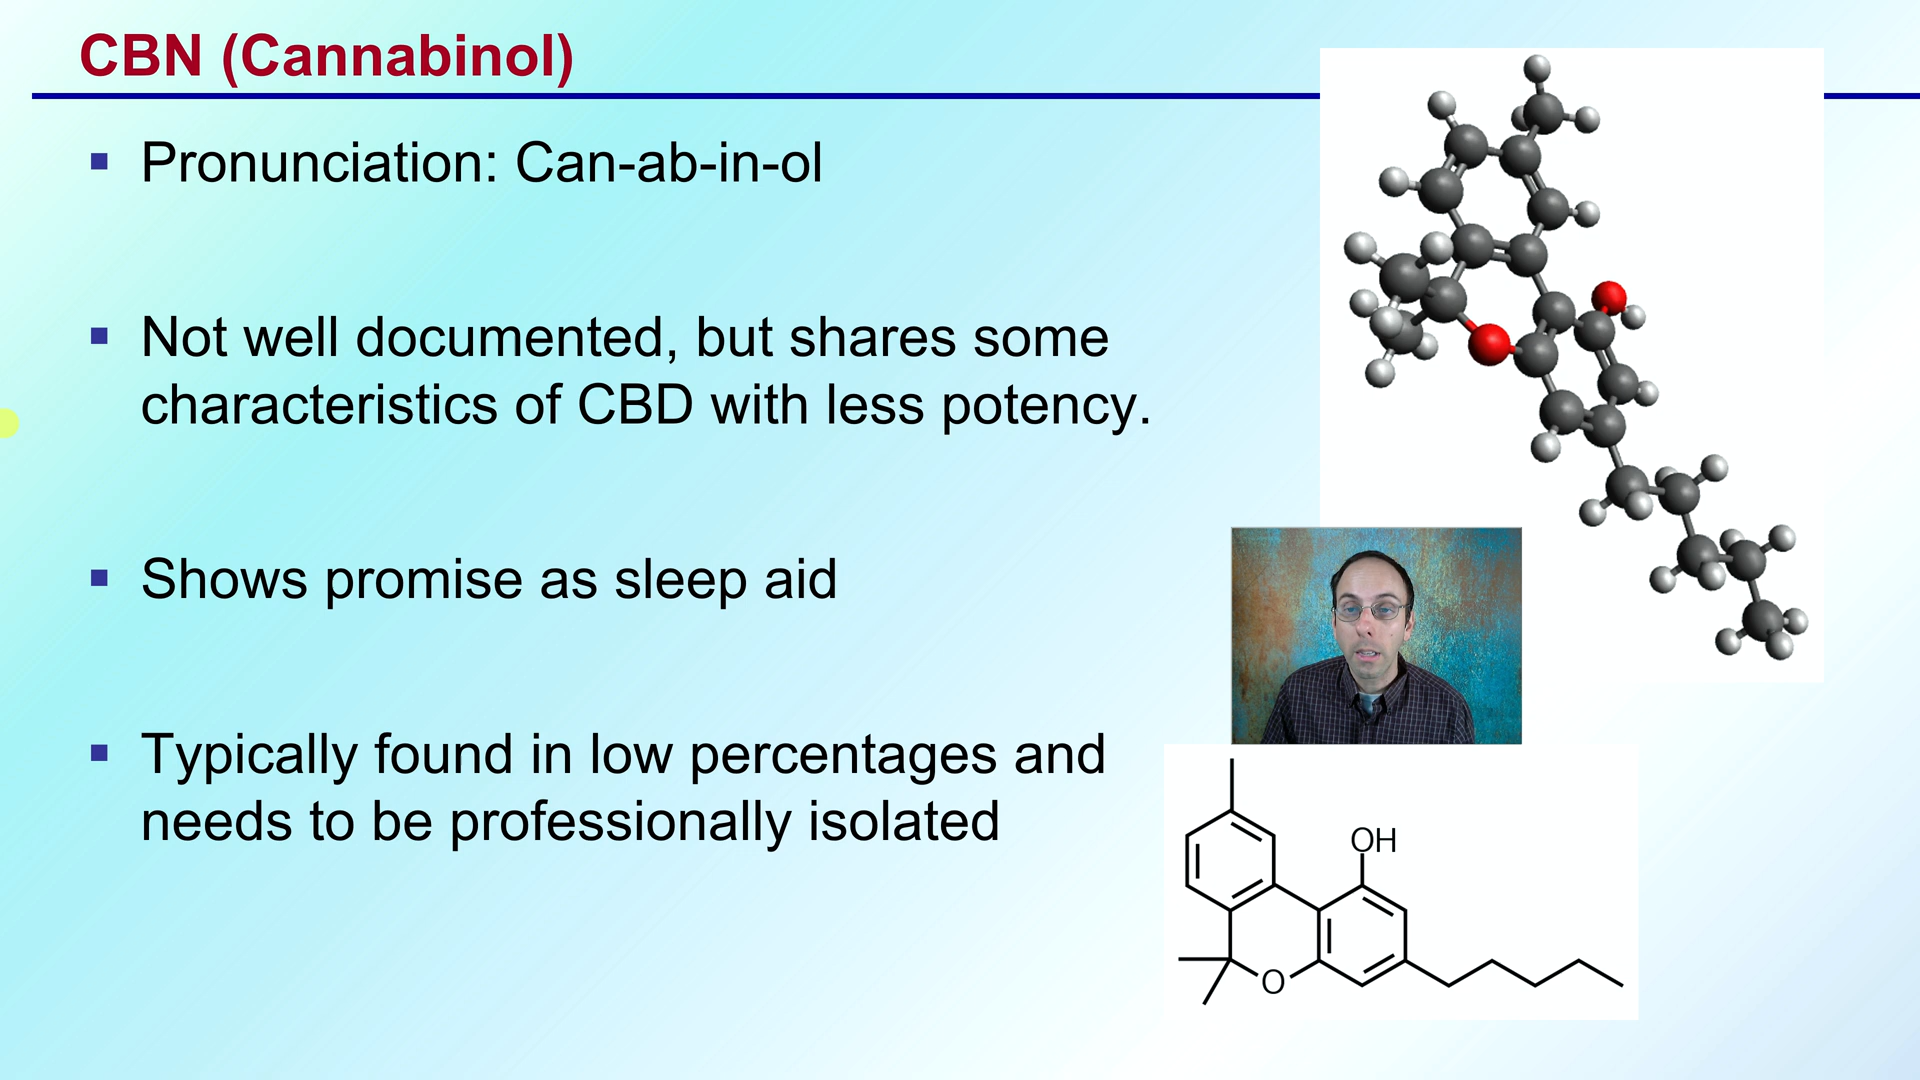 CBN (Cannabinol)
Pronunciation: Can-ab-in-ol
Not well documented, but shares some
characteristics of CBD with less potency.
Shows promise as sleep aid
Typically found in low percentages and
needs to be professionally isolated
OH
O